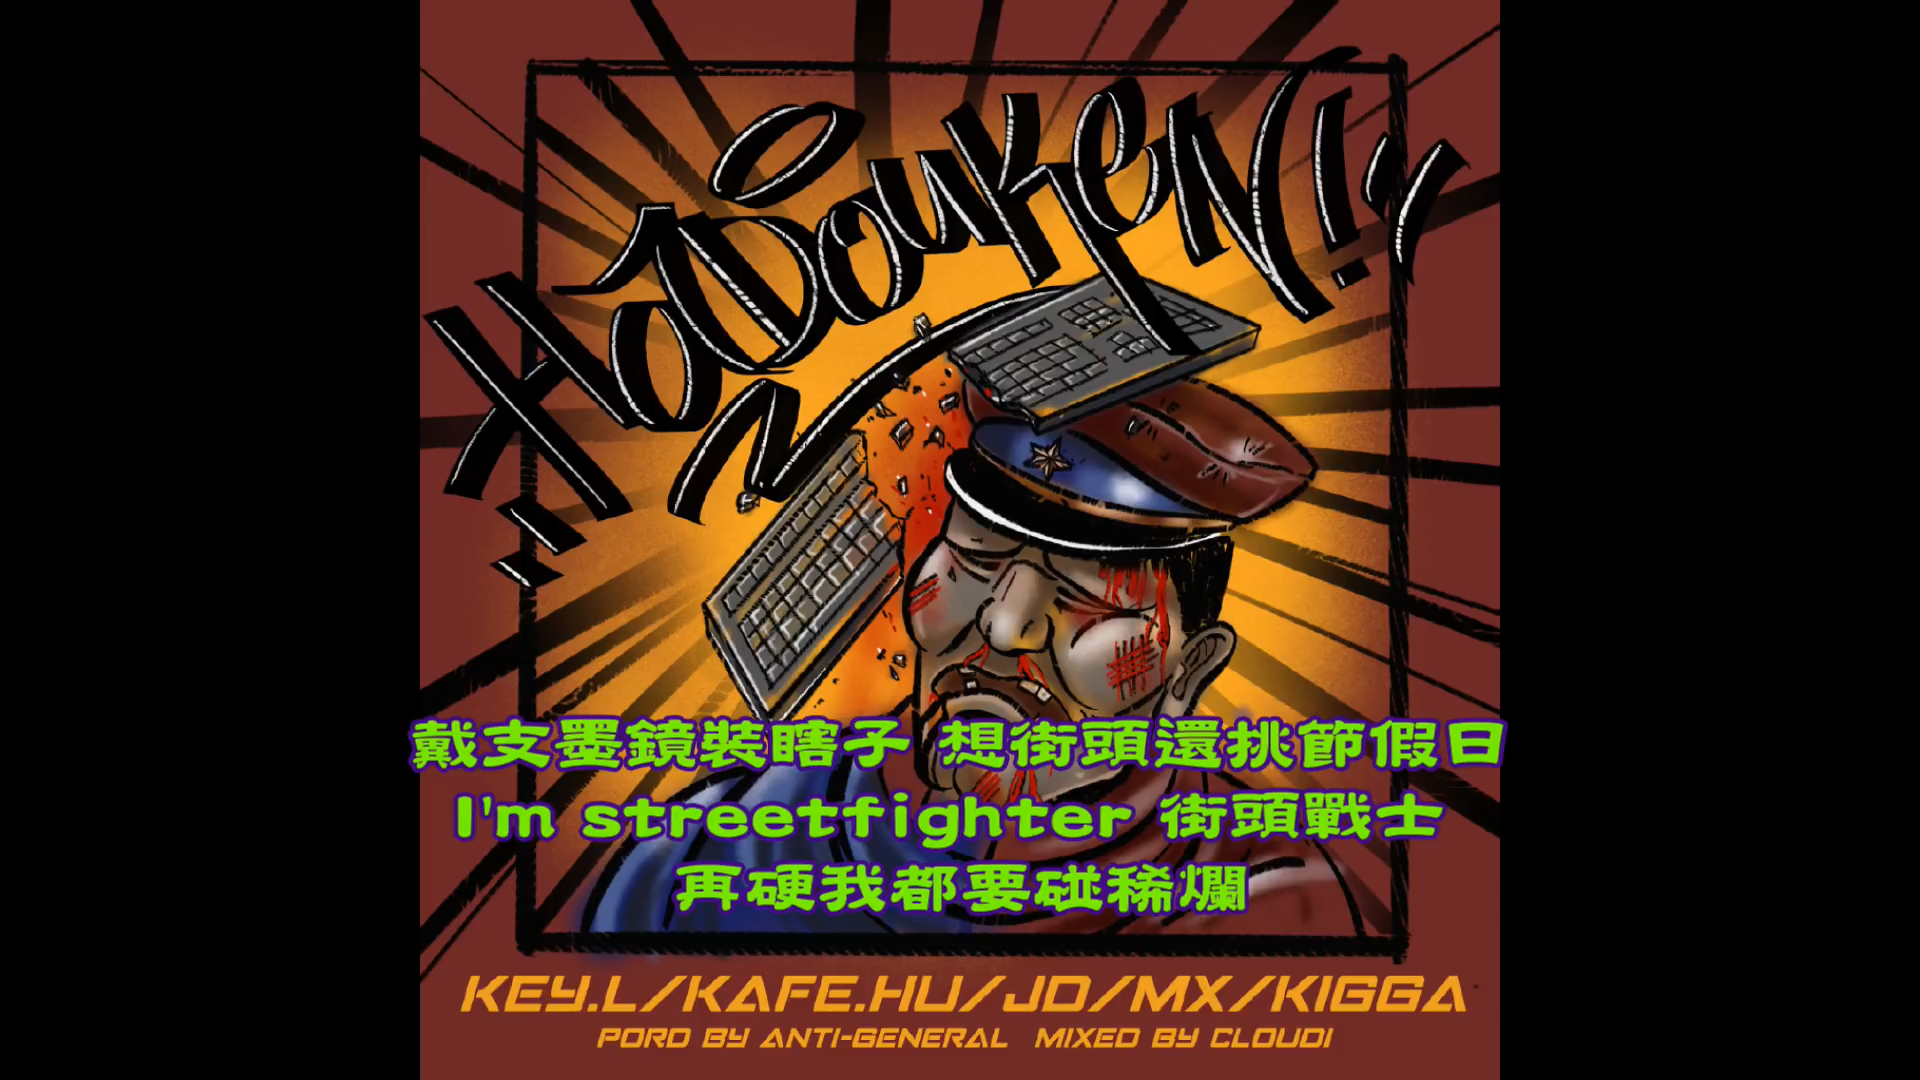 HaDouKeN!
戴支墨鏡裝瞎子 想街頭還挑節假日
I'm streetfighter 街頭戰士
再硬我都要碰稀爛
KEY.L/KAFE.HU/JD/MX/KIGGA
PORD BY ANTI-GENERAL MIXED BY CLOUDI